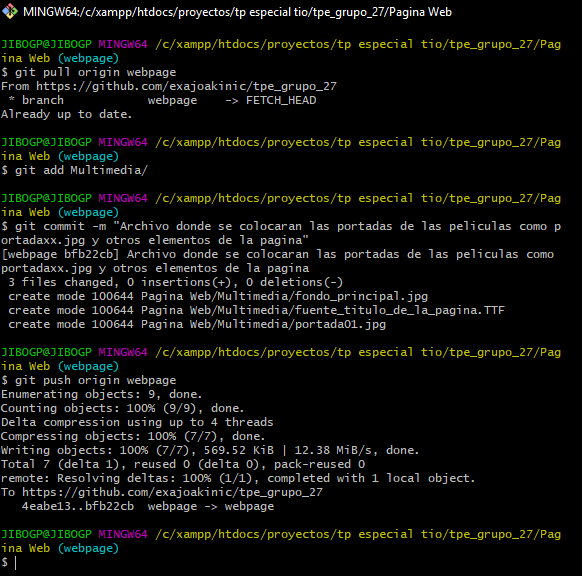 MINGW64:/c/xampp/htdocs/proyectos/tp especial tio/tpe_grupo_27/Pagina Web
JIBOGP@JIBOGP MINGW64 /c/xampp/htdocs/proyectos/tp especial tio/tpe_grupo_27/Pag
ina Web (webpage)
$ git pull origin webpage
From https://github.com/exajoakinic/tpe_grupo_27
 * branch            webpage    -> FETCH_HEAD
Already up to date.
JIBOGP@JIBOGP MINGW64 /c/xampp/htdocs/proyectos/tp especial tio/tpe_grupo_27/Pag
ina Web (webpage)
$ git add Multimedia/
JIBOGP@JIBOGP MINGW64 /c/xampp/htdocs/proyectos/tp especial tio/tpe_grupo_27/Pag
ina Web (webpage)
$ git commit -m "Archivo donde se colocaran las portadas de las peliculas como p
ortadaxx.jpg y otros elementos de la pagina"
[webpage bfb22cb] Archivo donde se colocaran las portadas de las peliculas como
portadaxx.jpg y otros elementos de la pagina
 3 files changed, 0 insertions(+), 0 deletions(-)
 create mode 100644 Pagina Web/Multimedia/fondo_principal.jpg
 create mode 100644 Pagina Web/Multimedia/fuente_titulo_de_la_pagina.TTF
 create mode 100644 Pagina Web/Multimedia/portada01.jpg
JIBOGP@JIBOGP MINGW64 /c/xampp/htdocs/proyectos/tp especial tio/tpe_grupo_27/Pag
ina Web (webpage)
$ git push origin webpage
Enumerating objects: 9, done.
Counting objects: 100% (9/9), done.
Delta compression using up to 4 threads
Compressing objects: 100% (7/7), done.
Writing objects: 100% (7/7), 569.52 KiB | 12.38 MiB/s, done.
Total 7 (delta 1), reused 0 (delta 0), pack-reused 0
remote: Resolving deltas: 100% (1/1), completed with 1 local object.
To https://github.com/exajoakinic/tpe_grupo_27
   4eabe13..bfb22cb  webpage -> webpage
JIBOGP@JIBOGP MINGW64 /c/xampp/htdocs/proyectos/tp especial tio/tpe_grupo_27/Pag
ina Web (webpage)
$